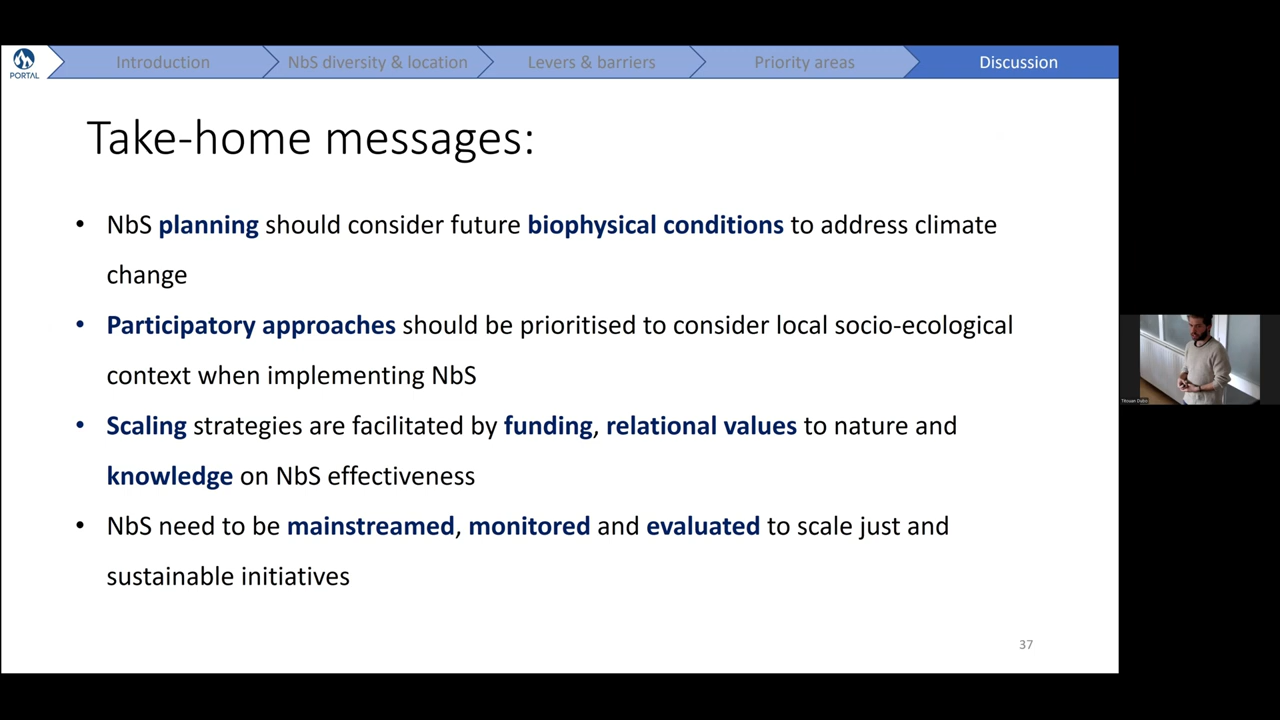 PORTAL
Introduction
NbS diversity & location
Levers & barriers
Priority areas
Discussion
Take-home messages:
• NbS planning should consider future biophysical conditions to address climate
change
• Participatory approaches should be prioritised to consider local socio-ecological
context when implementing NbS
• Scaling strategies are facilitated by funding, relational values to nature and
knowledge on NbS effectiveness
• NbS need to be mainstreamed, monitored and evaluated to scale just and
sustainable initiatives
37